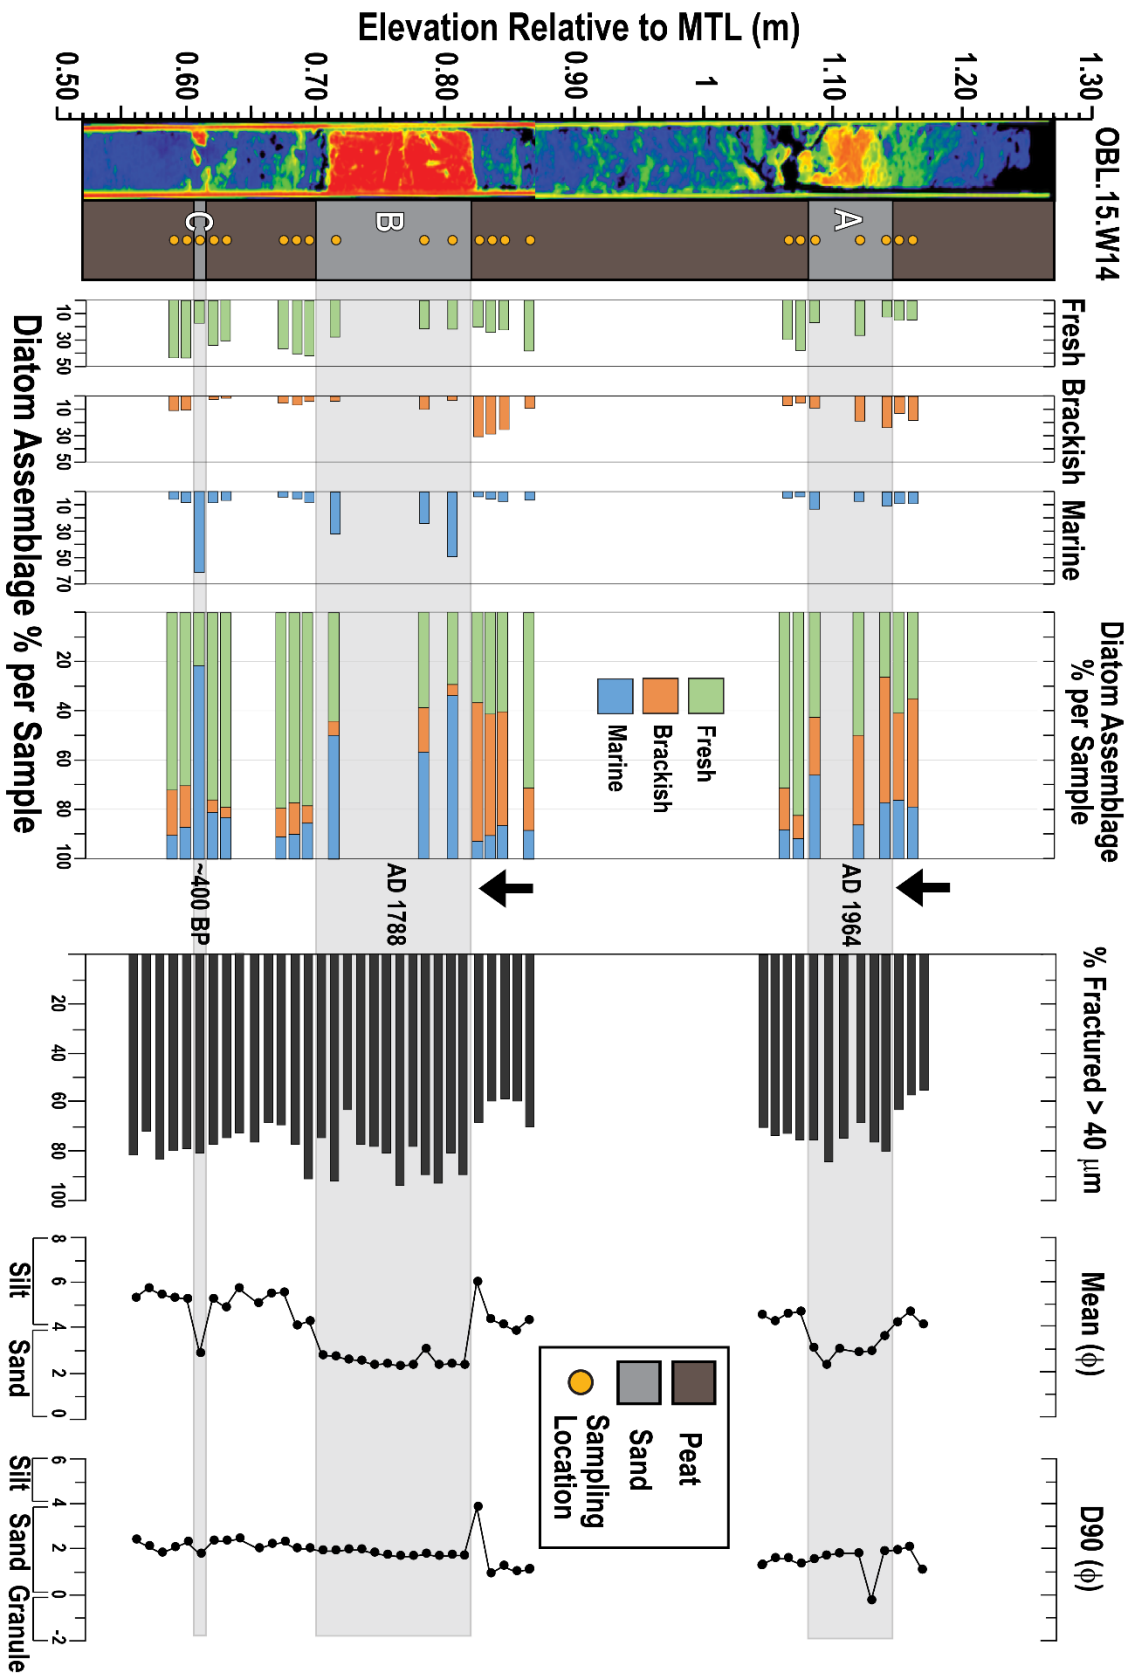 OBL.15.W14
Elevation Relative to MTL (m)
1.30
1.20
1.10
1
0.90
0.80
0.70
0.60
0.50
A
B
C
Fresh
10
30
50
Brackish
10
30
50
Marine
10
30
50
70
Diatom Assemblage % per Sample
Diatom Assemblage
% per Sample
20
40
60
80
100
Fresh
Brackish
Marine
AD 1964
AD 1788
~400 BP
% Fractured > 40 μm
20
40
60
80
100
Mean (ϕ)
8
6
4
2
0
Silt
Sand
Peat
Sand
Sampling
Location
D90 (ϕ)
6
4
2
0
-2
Silt
Sand
Granule